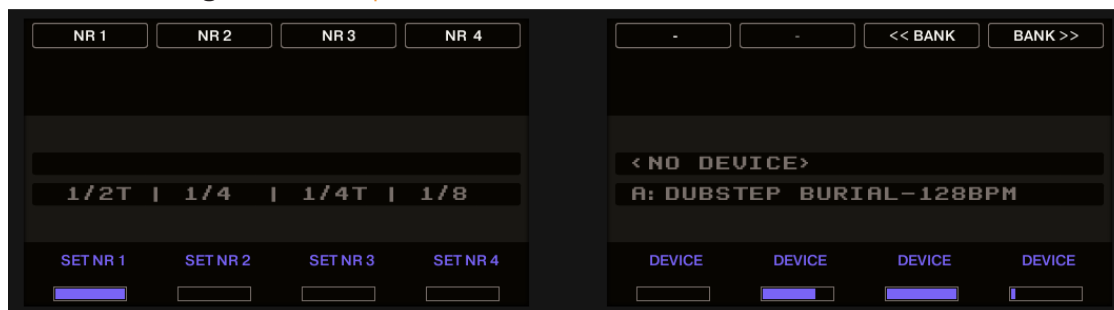 NR 1 NR 2 NR 3 NR 4
1/2T | 1/4 | 1/4T | 1/8
SET NR 1 SET NR 2 SET NR 3 SET NR 4
- - << BANK BANK >>
<NO DEVICE>
A: DUBSTEP BURIAL-128BPM
DEVICE DEVICE DEVICE DEVICE